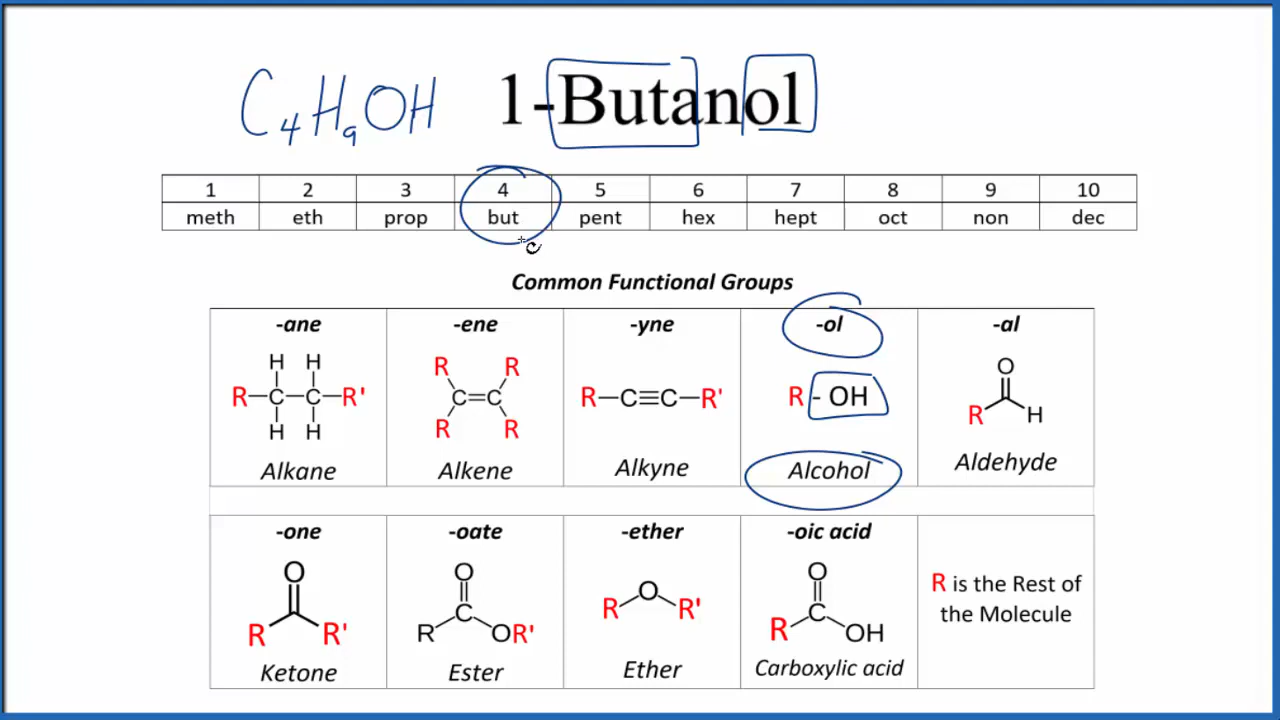 C₄H₉OH 1-Butanol
1 2 3 4 5 6 7 8 9 10
meth eth prop but pent hex hept oct non dec
Common Functional Groups
-ane -ene -yne -ol -al
H H R R O
R-C-C-R' C=C R-C≡C-R' R - OH R H
H H R R
Alkane Alkene Alkyne Alcohol Aldehyde
-one -oate -ether -oic acid
O O O
C O C R is the Rest of
R R' R OR' R R' R OH the Molecule
Ketone Ester Ether Carboxylic acid